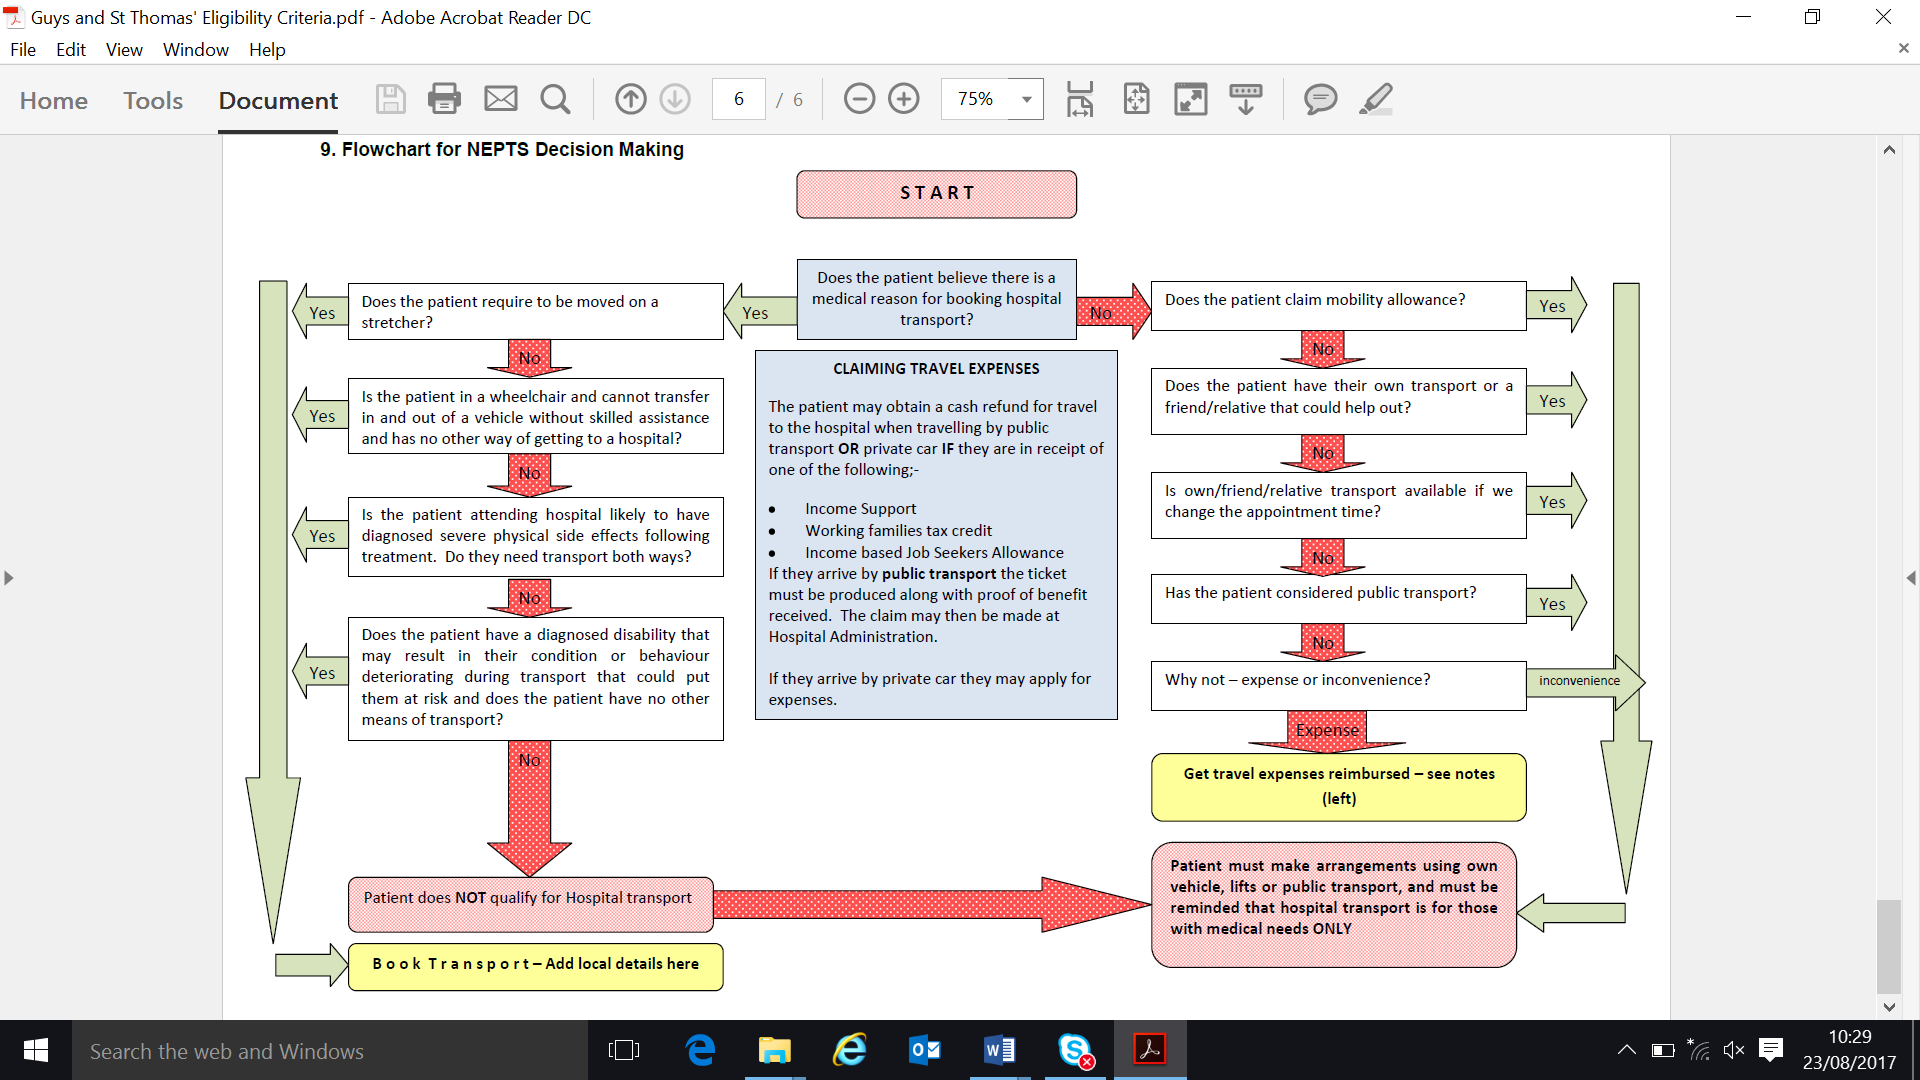 Guys and St Thomas' Eligibility Criteria.pdf - Adobe Acrobat Reader DC
File Edit View Window Help
Home Tools Document 6 / 6 75%
9. Flowchart for NEPTS Decision Making
S T A R T
Does the patient believe there is a
medical reason for booking hospital
transport?
Yes
No
Does the patient require to be moved on a
stretcher?
Yes
No
Is the patient in a wheelchair and cannot transfer
in and out of a vehicle without skilled assistance
and has no other way of getting to a hospital?
Yes
No
Is the patient attending hospital likely to have
diagnosed severe physical side effects following
treatment. Do they need transport both ways?
Yes
No
Does the patient have a diagnosed disability that
may result in their condition or behaviour
deteriorating during transport that could put
them at risk and does the patient have no other
means of transport?
Yes
No
Patient does NOT qualify for Hospital transport
B o o k T r a n s p o r t – Add local details here
CLAIMING TRAVEL EXPENSES
The patient may obtain a cash refund for travel
to the hospital when travelling by public
transport OR private car IF they are in receipt of
one of the following;-
• Income Support
• Working families tax credit
• Income based Job Seekers Allowance
If they arrive by public transport the ticket
must be produced along with proof of benefit
received. The claim may then be made at
Hospital Administration.
If they arrive by private car they may apply for
expenses.
Does the patient claim mobility allowance?
Yes
No
Does the patient have their own transport or a
friend/relative that could help out?
Yes
No
Is own/friend/relative transport available if we
change the appointment time?
Yes
No
Has the patient considered public transport?
Yes
No
Why not – expense or inconvenience?
inconvenience
Expense
Get travel expenses reimbursed – see notes
(left)
Patient must make arrangements using own
vehicle, lifts or public transport, and must be
reminded that hospital transport is for those
with medical needs ONLY
Search the web and Windows
10:29
23/08/2017